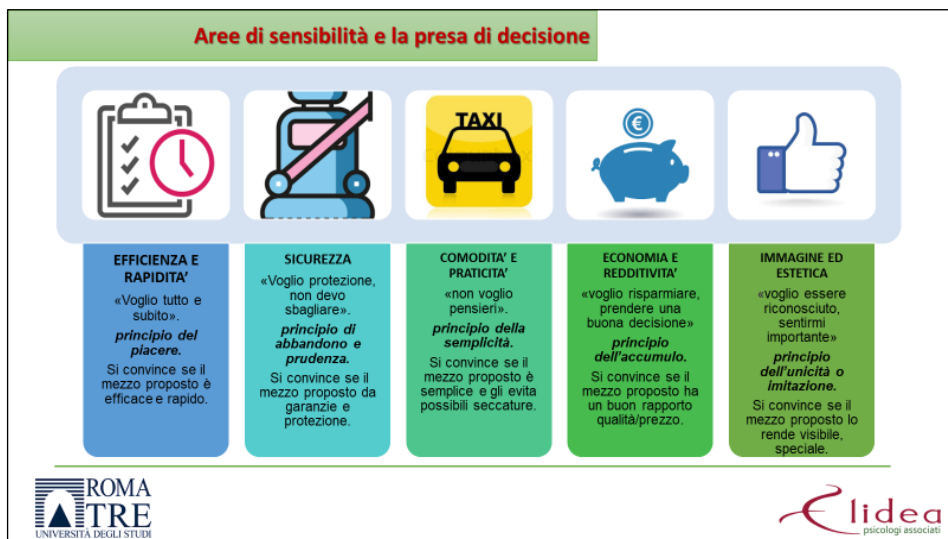 Aree di sensibilità e la presa di decisione
TAXI
€
EFFICIENZA E
RAPIDITA’
«Voglio tutto e
subito».
principio del
piacere.
Si convince se il
mezzo proposto è
efficace e rapido.
SICUREZZA
«Voglio protezione,
non devo
sbagliare».
principio di
abbandono e
prudenza.
Si convince se il
mezzo proposto da
garanzie e
protezione.
COMODITA’ E
PRATICITA’
«non voglio
pensieri».
principio della
semplicità.
Si convince se il
mezzo proposto è
semplice e gli evita
possibili seccature.
ECONOMIA E
REDDITIVITA’
«voglio risparmiare,
prendere una
buona decisione»
principio
dell’accumulo.
Si convince se il
mezzo proposto ha
un buon rapporto
qualità/prezzo.
IMMAGINE ED
ESTETICA
«voglio essere
riconosciuto,
sentirmi
importante»
principio
dell’unicità o
imitazione.
Si convince se il
mezzo proposto lo
rende visibile,
speciale.
ROMA
TRE
UNIVERSITÀ DEGLI STUDI
Elidea
psicologi associati